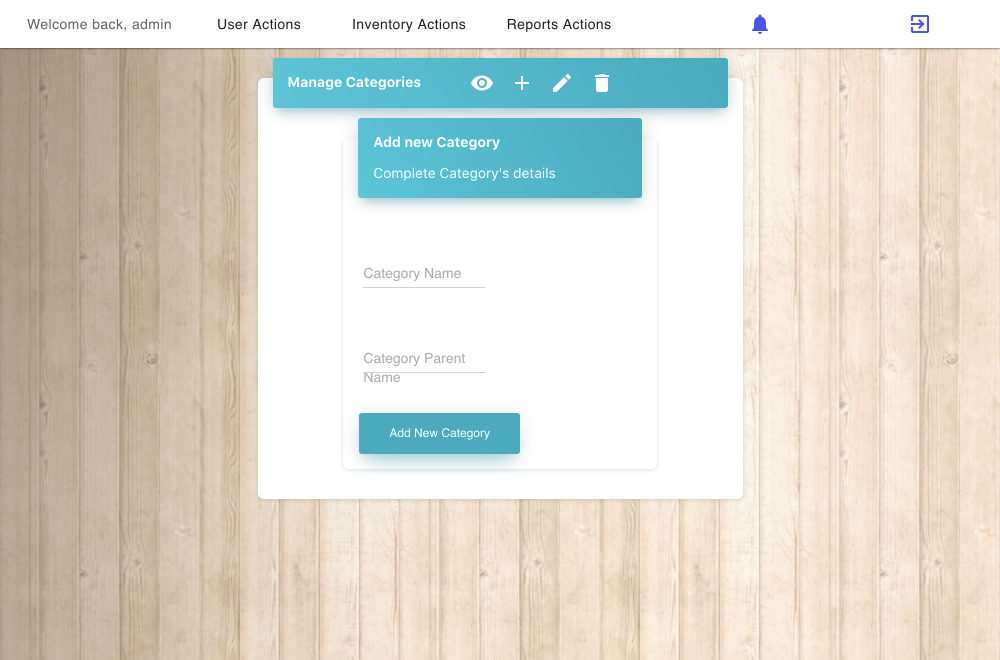 Welcome back, admin
User Actions
Inventory Actions
Reports Actions
Manage Categories
Add new Category
Complete Category's details
Category Name
Category Parent
Name
Add New Category